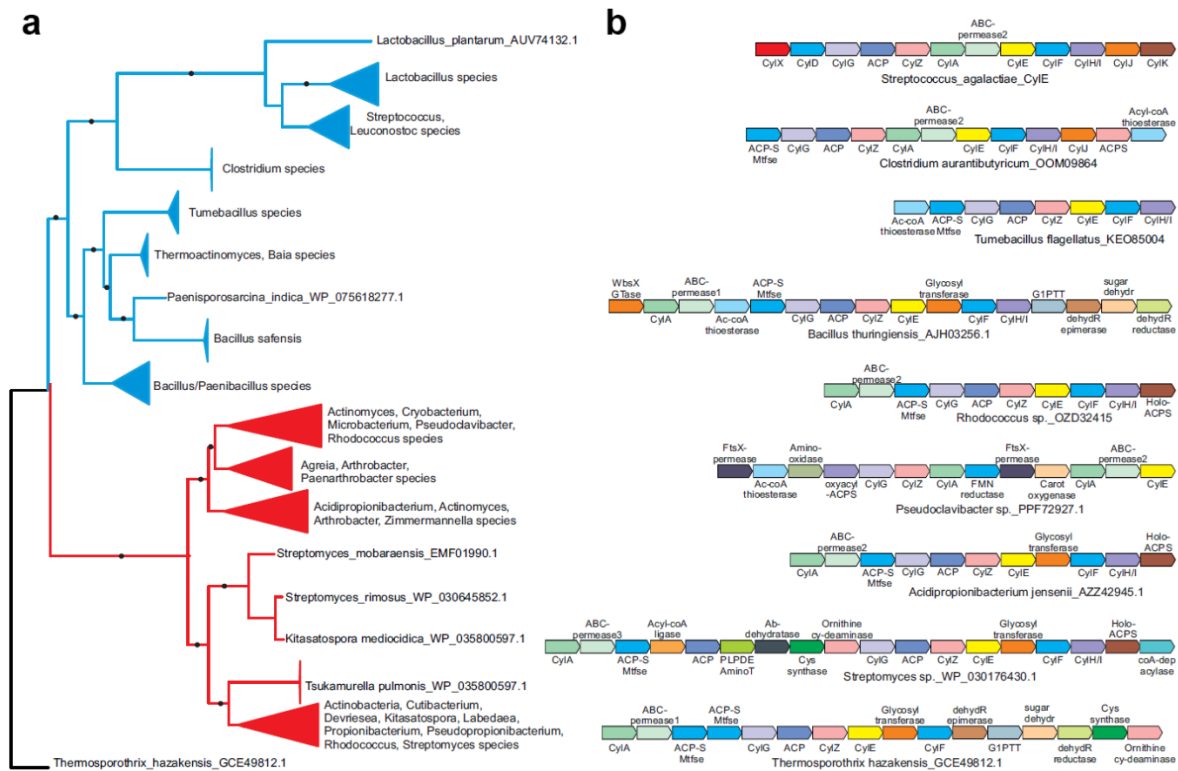 a
Lactobacillus_plantarum_AUV74132.1
Lactobacillus species
Streptococcus,
Leuconostoc species
Clostridium species
Tumebacillus species
Thermoactinomyces, Baia species
Paenisporosarcina_indica_WP_075618277.1
Bacillus safensis
Bacillus/Paenibacillus species
Actinomyces, Cryobacterium,
Microbacterium, Pseudoclavibacter,
Rhodococcus species
Agreia, Arthrobacter,
Paenarthrobacter species
Acidipropionibacterium, Actinomyces,
Arthrobacter, Zimmermannella species
Streptomyces_mobaraensis_EMF01990.1
Streptomyces_rimosus_WP_030645852.1
Kitasatospora mediocidica_WP_035800597.1
Tsukamurella pulmonis_WP_035800597.1
Actinobacteria, Cutibacterium,
Devriesea, Kitasatospora, Labedaea,
Propionibacterium, Pseudopropionibacterium,
Rhodococcus, Streptomyces species
Thermosporothrix_hazakensis_GCE49812.1
b
ABC-
permease2
CylX CylD CylG ACP CylZ CylA CylE CylF CylH/I CylJ CylK
Streptococcus_agalactiae_CylE
ABC-
permease2
Acyl-coA
thioesterase
ACP-S
Mtfse
CylG ACP CylZ CylA CylE CylF CylH/I CylJ ACPS
Clostridium aurantibutyricum_OOM09864
Ac-coA
thioesterase
ACP-S
Mtfse
CylG ACP CylZ CylE CylF CylH/I
Tumebacillus flagellatus_KEO85004
WbsX
GTase
ABC-
permease1
ACP-S
Mtfse
Glycosyl
transferase
G1PTT
sugar
dehydr
CylA
Ac-coA
thioesterase
CylG ACP CylZ CylE CylF CylH/I
dehydR
epimerase
dehydR
reductase
Bacillus thuringiensis_AJH03256.1
ABC-
permease2
CylA
ACP-S
Mtfse
CylG ACP CylZ CylE CylF CylH/I
Holo-
ACPS
Rhodococcus sp._OZD32415
FtsX-
permease
Amino-
oxidase
FtsX-
permease
ABC-
permease2
Ac-coA
thioesterase
oxyacyl
-ACPS
CylG CylZ CylA
FMN
reductase
Carot
oxygenase
CylA CylE
Pseudoclavibacter sp._PPF72927.1
ABC-
permease2
Glycosyl
transferase
Holo-
ACPS
CylA
ACP-S
Mtfse
CylG ACP CylZ CylE CylF CylH/I
Acidipropionibacterium jensenii_AZZ42945.1
ABC-
permease3
Acyl-coA
ligase
Ab-
dehydratase
Ornithine
cy-deaminase
Glycosyl
transferase
Holo-
ACPS
CylA
ACP-S
Mtfse
ACP
PLPDE
AminoT
Cys
synthase
CylG ACP CylZ CylE CylF CylH/I
coA-dep
acylase
Streptomyces sp._WP_030176430.1
ABC-
permease1
ACP-S
Mtfse
Glycosyl
transferase
dehydR
epimerase
sugar
dehydr
Cys
synthase
CylA
ACP-S
Mtfse
CylG ACP CylZ CylE CylF G1PTT
dehydR
reductase
Ornithine
cy-deaminase
Thermosporothrix hazakensis_GCE49812.1